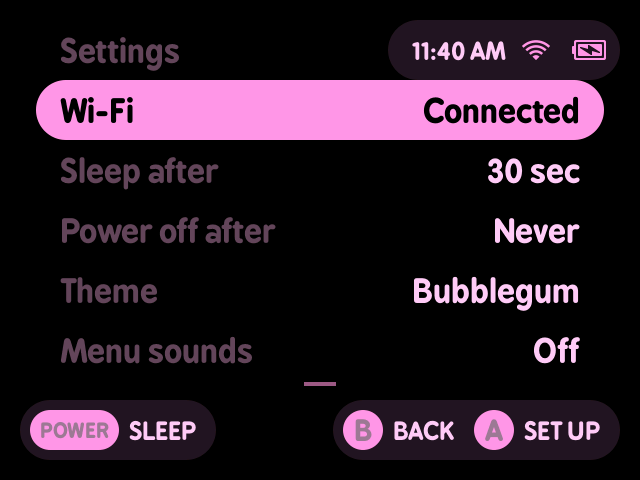 Settings 11:40 AM
Wi-Fi Connected
Sleep after 30 sec
Power off after Never
Theme Bubblegum
Menu sounds Off
POWER SLEEP B BACK A SET UP